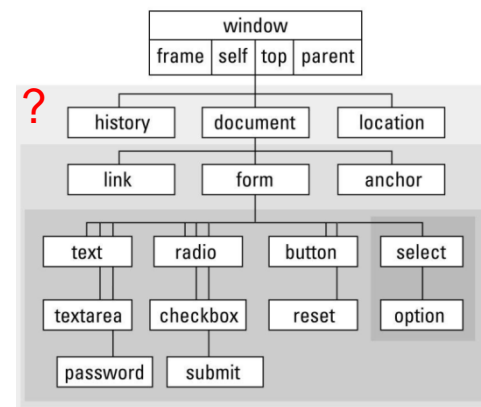 window
frame self top parent
?
history document location
link form anchor
text radio button select
textarea checkbox reset option
password submit